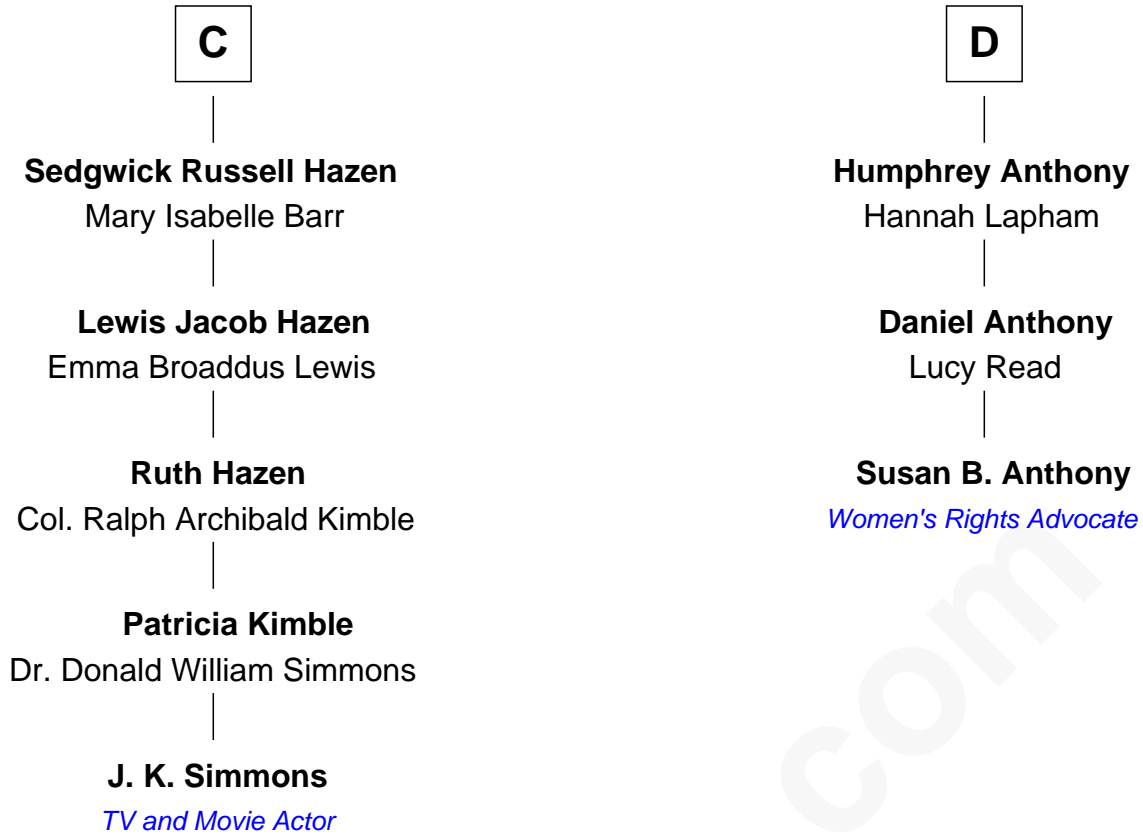 C
Sedgwick Russell Hazen
Mary Isabelle Barr
Lewis Jacob Hazen
Emma Broaddus Lewis
Ruth Hazen
Col. Ralph Archibald Kimble
Patricia Kimble
Dr. Donald William Simmons
J. K. Simmons
TV and Movie Actor
D
Humphrey Anthony
Hannah Lapham
Daniel Anthony
Lucy Read
Susan B. Anthony
Women's Rights Advocate
com